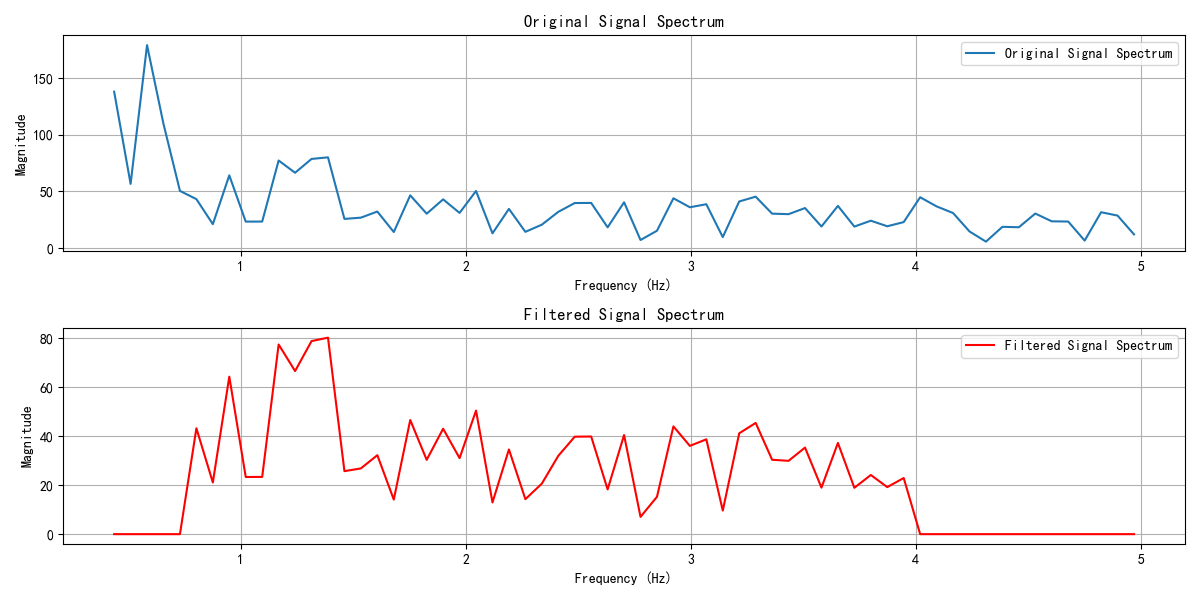 Original Signal Spectrum
Original Signal Spectrum
150
100
50
0
Magnitude
1 2 3 4 5
Frequency (Hz)
Filtered Signal Spectrum
Filtered Signal Spectrum
80
60
40
20
0
Magnitude
1 2 3 4 5
Frequency (Hz)